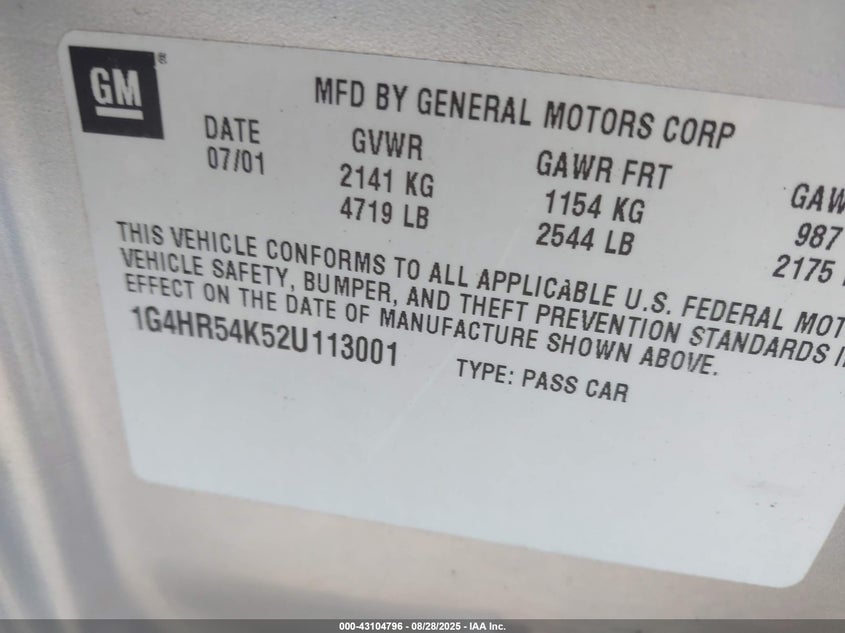 GM®
MFD BY GENERAL MOTORS CORP
DATE GVWR GAWR FRT
07/01 2141 KG 1154 KG 987
4719 LB 2544 LB 2175
THIS VEHICLE CONFORMS TO ALL APPLICABLE U.S. FEDERAL
VEHICLE SAFETY, BUMPER, AND THEFT PREVENTION STANDARDS
EFFECT ON THE DATE OF MANUFACTURE SHOWN ABOVE.
1G4HR54K52U113001 TYPE: PASS CAR
000-43104796 - 08/28/2025 - IAA Inc.